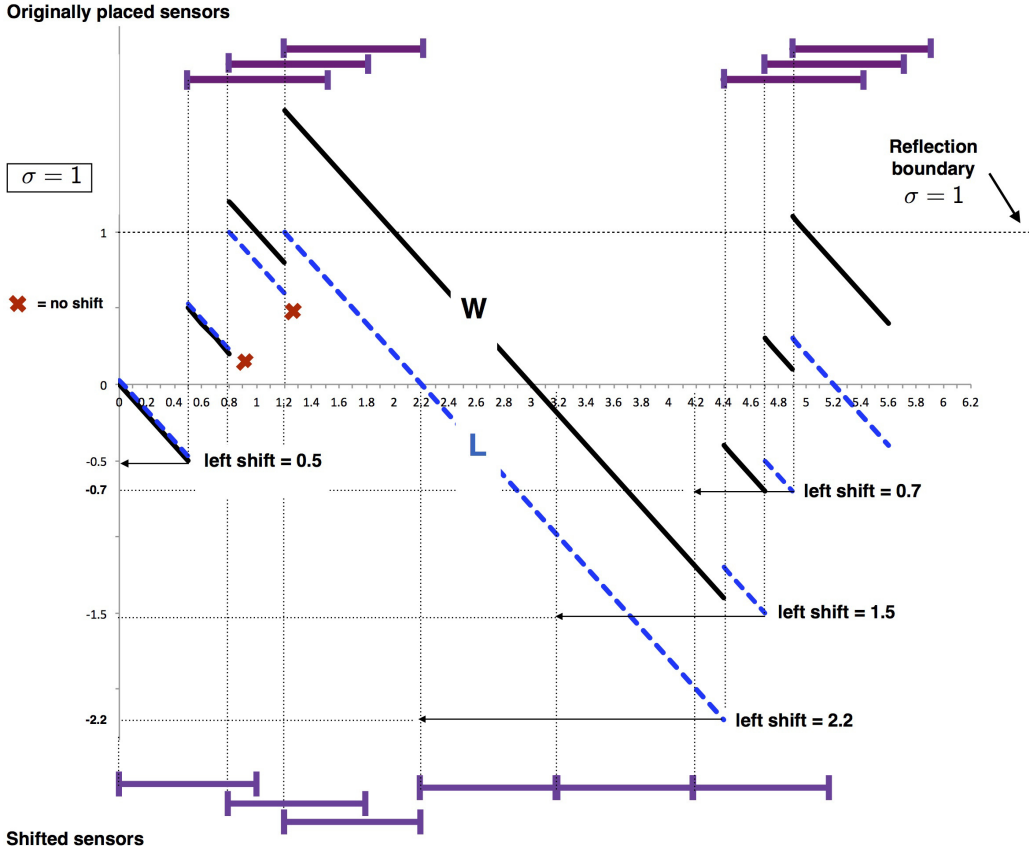 Originally placed sensors
σ = 1
Reflection
boundary
σ = 1
1
= no shift
W
0
0 0.2 0.4 0.6 0.8 1 1.2 1.4 1.6 1.8 2 2.2 2.4 2.6 2.8 3 3.2 3.4 3.6 3.8 4 4.2 4.4 4.6 4.8 5 5.2 5.4 5.6 5.8 6 6.2
L
-0.5
left shift = 0.5
-0.7
left shift = 0.7
-1.5
left shift = 1.5
-2.2
left shift = 2.2
Shifted sensors